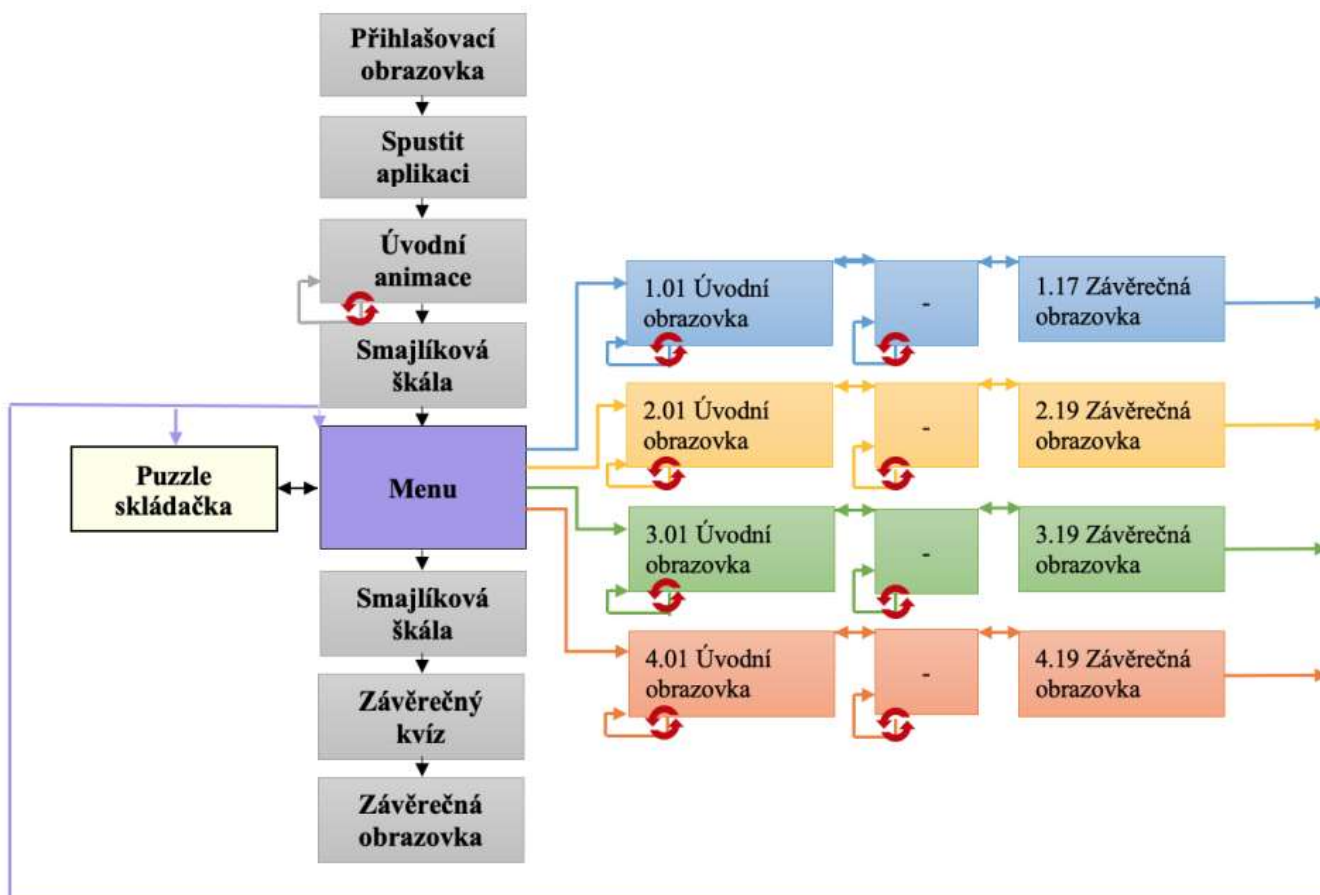 Přihlašovací
obrazovka
Spustit
aplikaci
Úvodní
animace
Smajlíková
škála
Puzzle
skládačka
Menu
Smajlíková
škála
Závěrečný
kvíz
Závěrečná
obrazovka
1.01 Úvodní
obrazovka
-
1.17 Závěrečná
obrazovka
2.01 Úvodní
obrazovka
-
2.19 Závěrečná
obrazovka
3.01 Úvodní
obrazovka
-
3.19 Závěrečná
obrazovka
4.01 Úvodní
obrazovka
-
4.19 Závěrečná
obrazovka